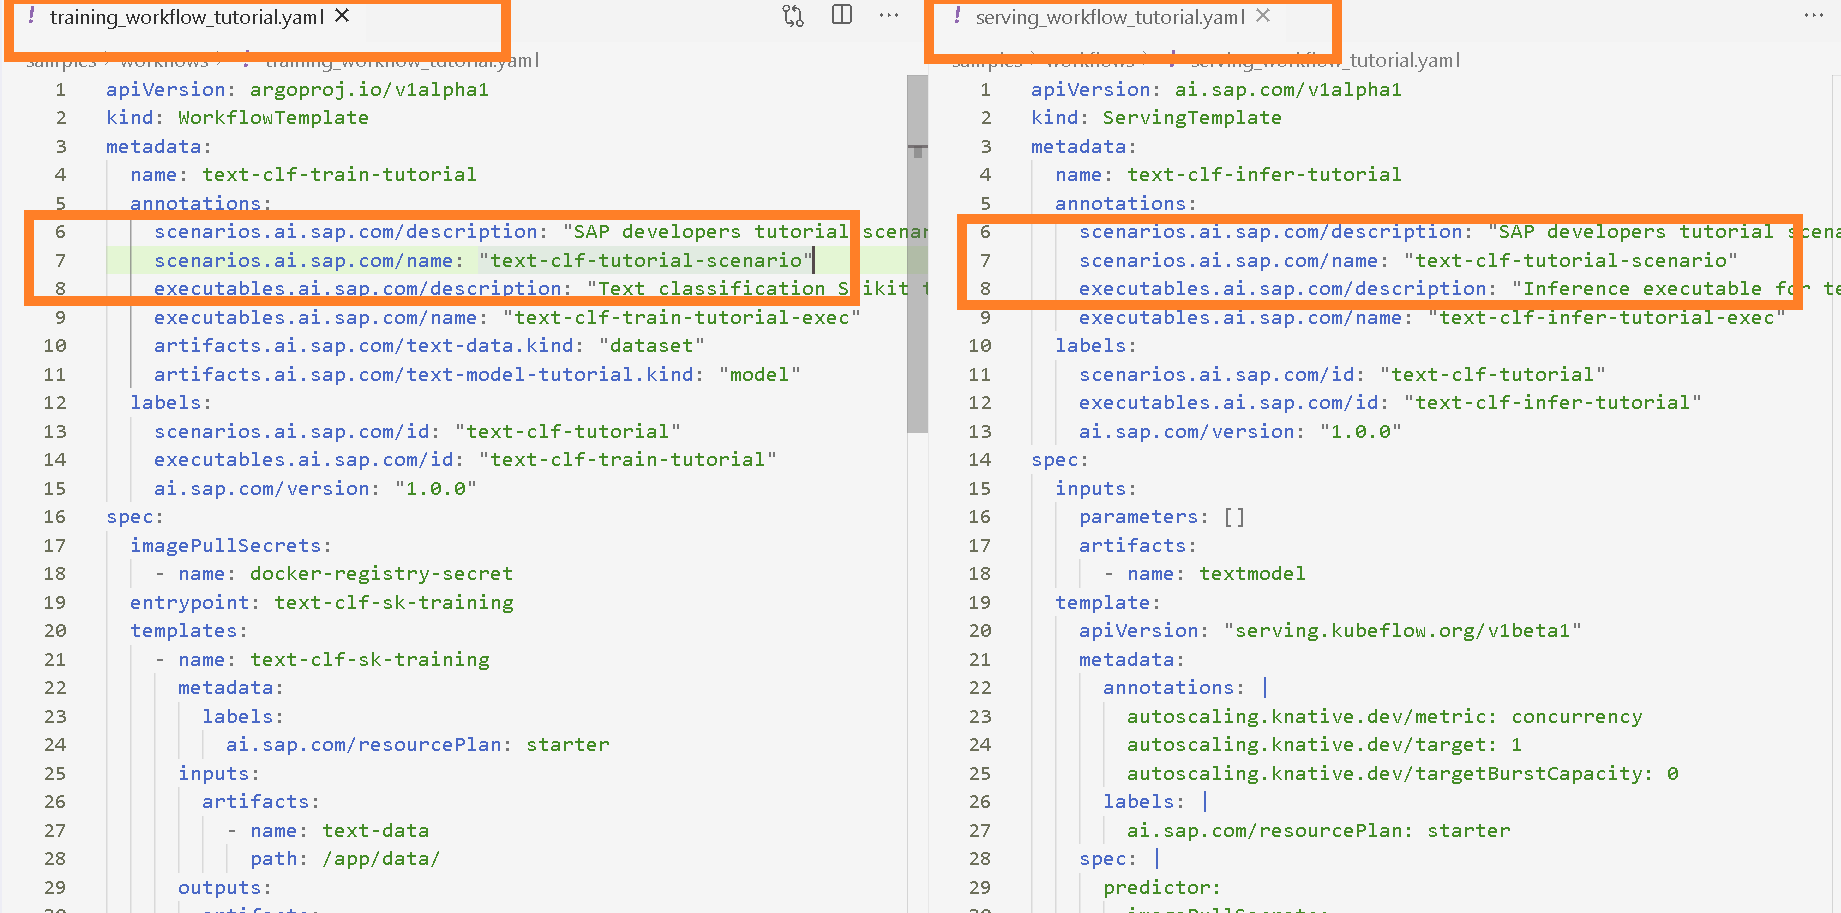 ! training_workflow_tutorial.yaml ×
samples > workflows > ! training_workflow_tutorial.yaml
1 apiVersion: argoproj.io/v1alpha1
2 kind: WorkflowTemplate
3 metadata:
4 name: text-clf-train-tutorial
5 annotations:
6 scenarios.ai.sap.com/description: "SAP developers tutorial scenar
7 scenarios.ai.sap.com/name: "text-clf-tutorial-scenario"
8 executables.ai.sap.com/description: "Text classification Scikit t
9 executables.ai.sap.com/name: "text-clf-train-tutorial-exec"
10 artifacts.ai.sap.com/text-data.kind: "dataset"
11 artifacts.ai.sap.com/text-model-tutorial.kind: "model"
12 labels:
13 scenarios.ai.sap.com/id: "text-clf-tutorial"
14 executables.ai.sap.com/id: "text-clf-train-tutorial"
15 ai.sap.com/version: "1.0.0"
16 spec:
17 imagePullSecrets:
18 - name: docker-registry-secret
19 entrypoint: text-clf-sk-training
20 templates:
21 - name: text-clf-sk-training
22 metadata:
23 labels:
24 ai.sap.com/resourcePlan: starter
25 inputs:
26 artifacts:
27 - name: text-data
28 path: /app/data/
29 outputs:
30 artifacts:
! serving_workflow_tutorial.yaml ×
samples > workflows > ! serving_workflow_tutorial.yaml
1 apiVersion: ai.sap.com/v1alpha1
2 kind: ServingTemplate
3 metadata:
4 name: text-clf-infer-tutorial
5 annotations:
6 scenarios.ai.sap.com/description: "SAP developers tutorial scena
7 scenarios.ai.sap.com/name: "text-clf-tutorial-scenario"
8 executables.ai.sap.com/description: "Inference executable for te
9 executables.ai.sap.com/name: "text-clf-infer-tutorial-exec"
10 labels:
11 scenarios.ai.sap.com/id: "text-clf-tutorial"
12 executables.ai.sap.com/id: "text-clf-infer-tutorial"
13 ai.sap.com/version: "1.0.0"
14 spec:
15 inputs:
16 parameters: []
17 artifacts:
18 - name: textmodel
19 template:
20 apiVersion: "serving.kubeflow.org/v1beta1"
21 metadata:
22 annotations: |
23 autoscaling.knative.dev/metric: concurrency
24 autoscaling.knative.dev/target: 1
25 autoscaling.knative.dev/targetBurstCapacity: 0
26 labels: |
27 ai.sap.com/resourcePlan: starter
28 spec: |
29 predictor:
30 imagePullSecrets: